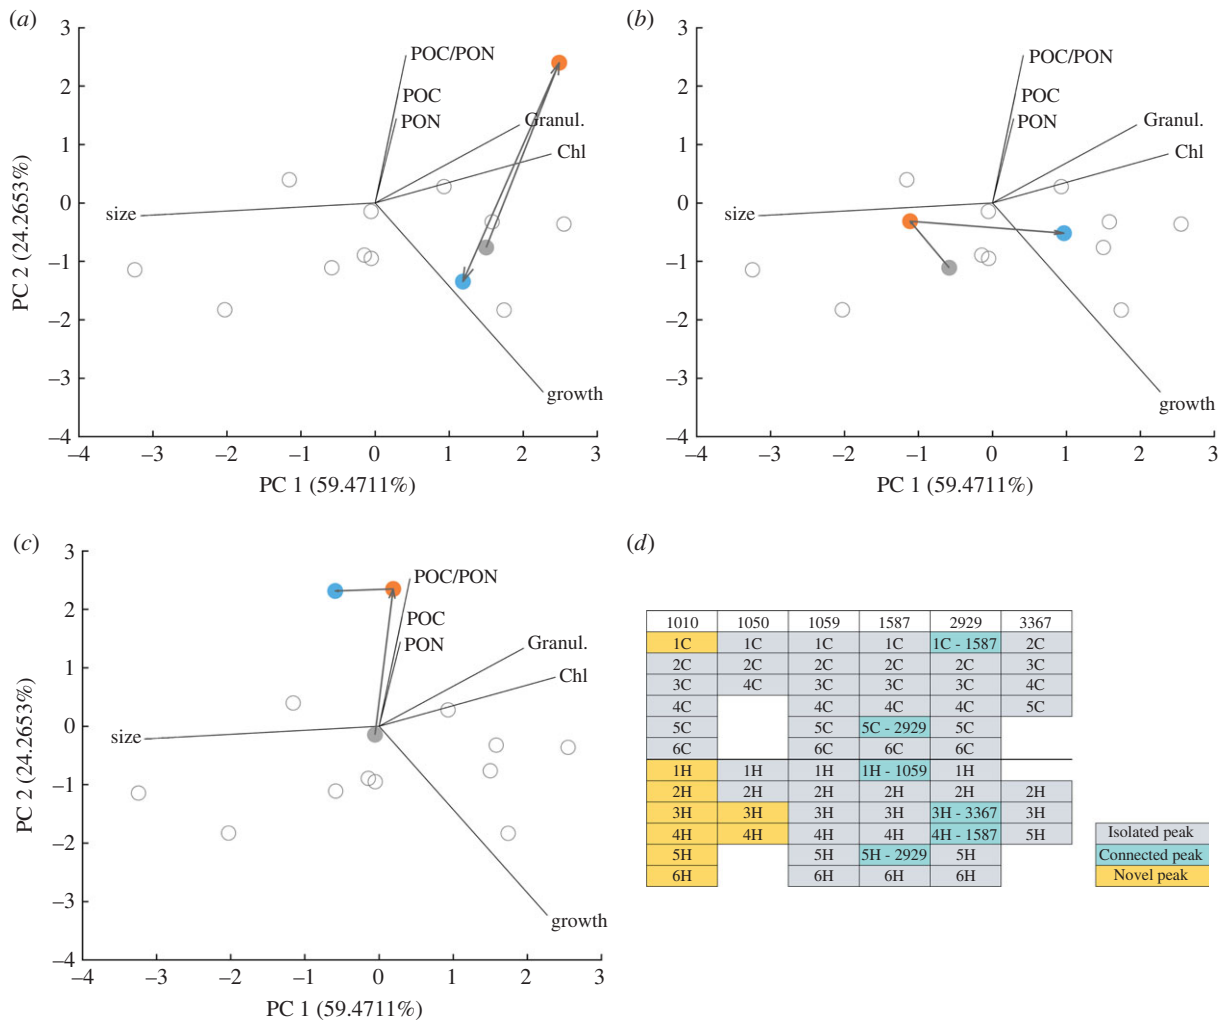 (a)
3
2
1
0
–1
–2
–3
–4
PC 2 (24.2653%)
POC/PON
POC
PON
Granul.
Chl
size
growth
–4 –3 –2 –1 0 1 2 3
PC 1 (59.4711%)
(b)
3
2
1
0
–1
–2
–3
–4
POC/PON
POC
PON
Granul.
Chl
size
growth
–4 –3 –2 –1 0 1 2 3
PC 1 (59.4711%)
(c)
3
2
1
0
–1
–2
–3
–4
PC 2 (24.2653%)
POC/PON
POC
PON
Granul.
Chl
size
growth
–4 –3 –2 –1 0 1 2 3
PC 1 (59.4711%)
(d)
1010 1050 1059 1587 2929 3367
1C 1C 1C 1C 1C - 1587 2C
2C 2C 2C 2C 2C 3C
3C 4C 3C 3C 3C 4C
4C 4C 4C 4C 5C
5C 5C 5C - 2929 5C
6C 6C 6C 6C
1H 1H 1H 1H - 1059 1H
2H 2H 2H 2H 2H 2H
3H 3H 3H 3H 3H - 3367 3H
4H 4H 4H 4H 4H - 1587 5H
5H 5H 5H - 2929 5H
6H 6H 6H 6H
Isolated peak
Connected peak
Novel peak